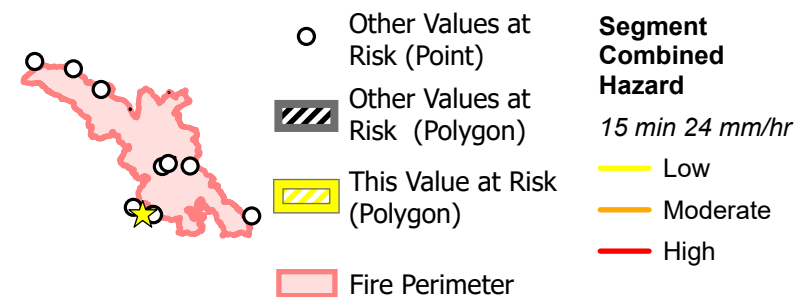 Other Values at
Risk (Point)
Other Values at
Risk (Polygon)
This Value at Risk
(Polygon)
Fire Perimeter
Segment
Combined
Hazard
15 min 24 mm/hr
Low
Moderate
High